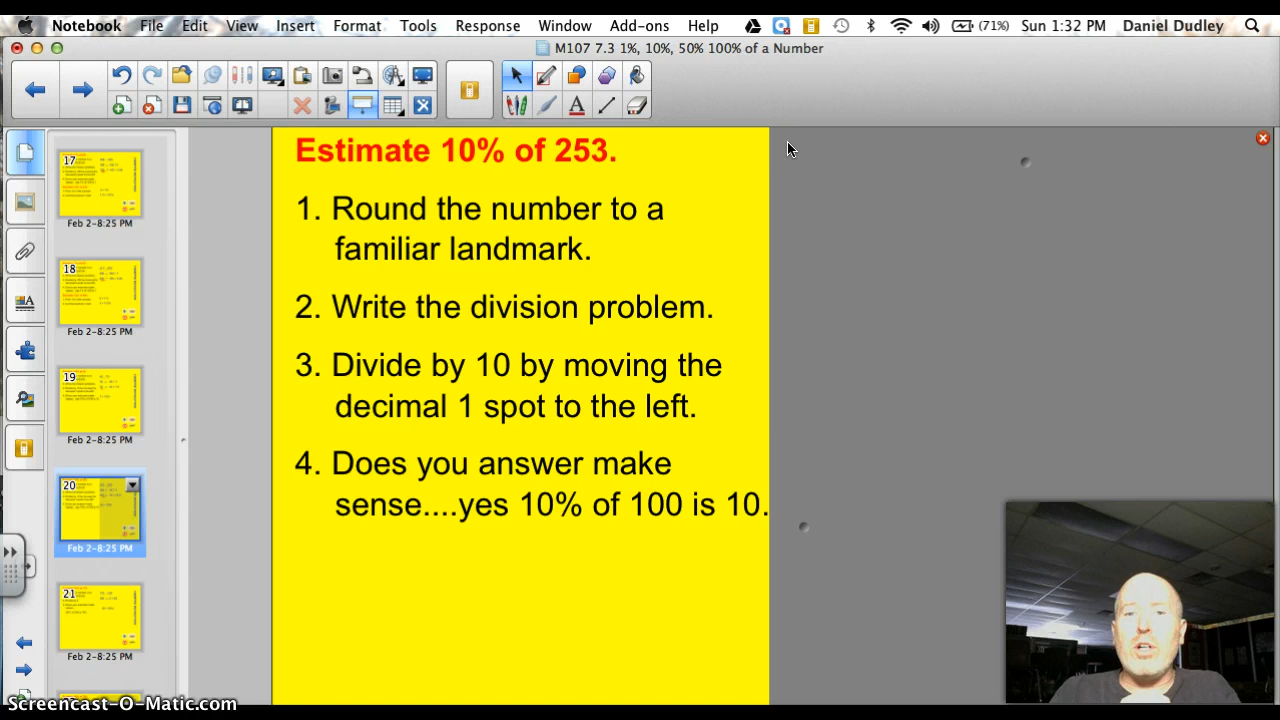 Notebook File Edit View Insert Format Tools Response Window Add-ons Help (71%) Sun 1:32 PM Daniel Dudley
M107 7.3 1%, 10%, 50% 100% of a Number
Estimate 10% of 253.
1. Round the number to a
familiar landmark.
2. Write the division problem.
3. Divide by 10 by moving the
decimal 1 spot to the left.
4. Does you answer make
sense....yes 10% of 100 is 10.
17
Feb 2-8:25 PM
18
Feb 2-8:25 PM
19
Feb 2-8:25 PM
20
Feb 2-8:25 PM
21
Feb 2-8:25 PM
Screencast-O-Matic.com